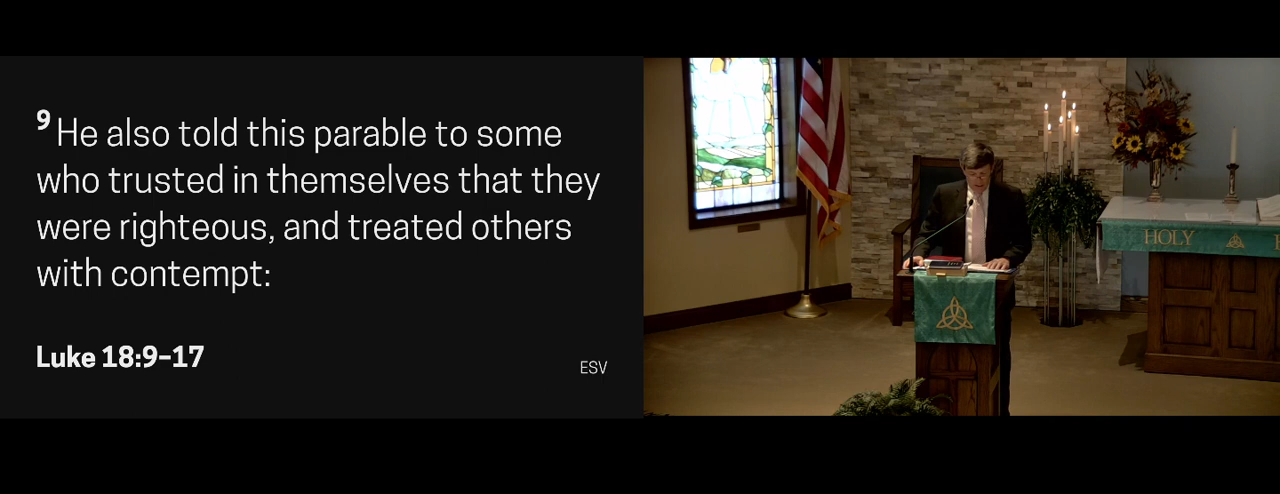 9 He also told this parable to some
who trusted in themselves that they
were righteous, and treated others
with contempt:
Luke 18:9–17
ESV
HOLY